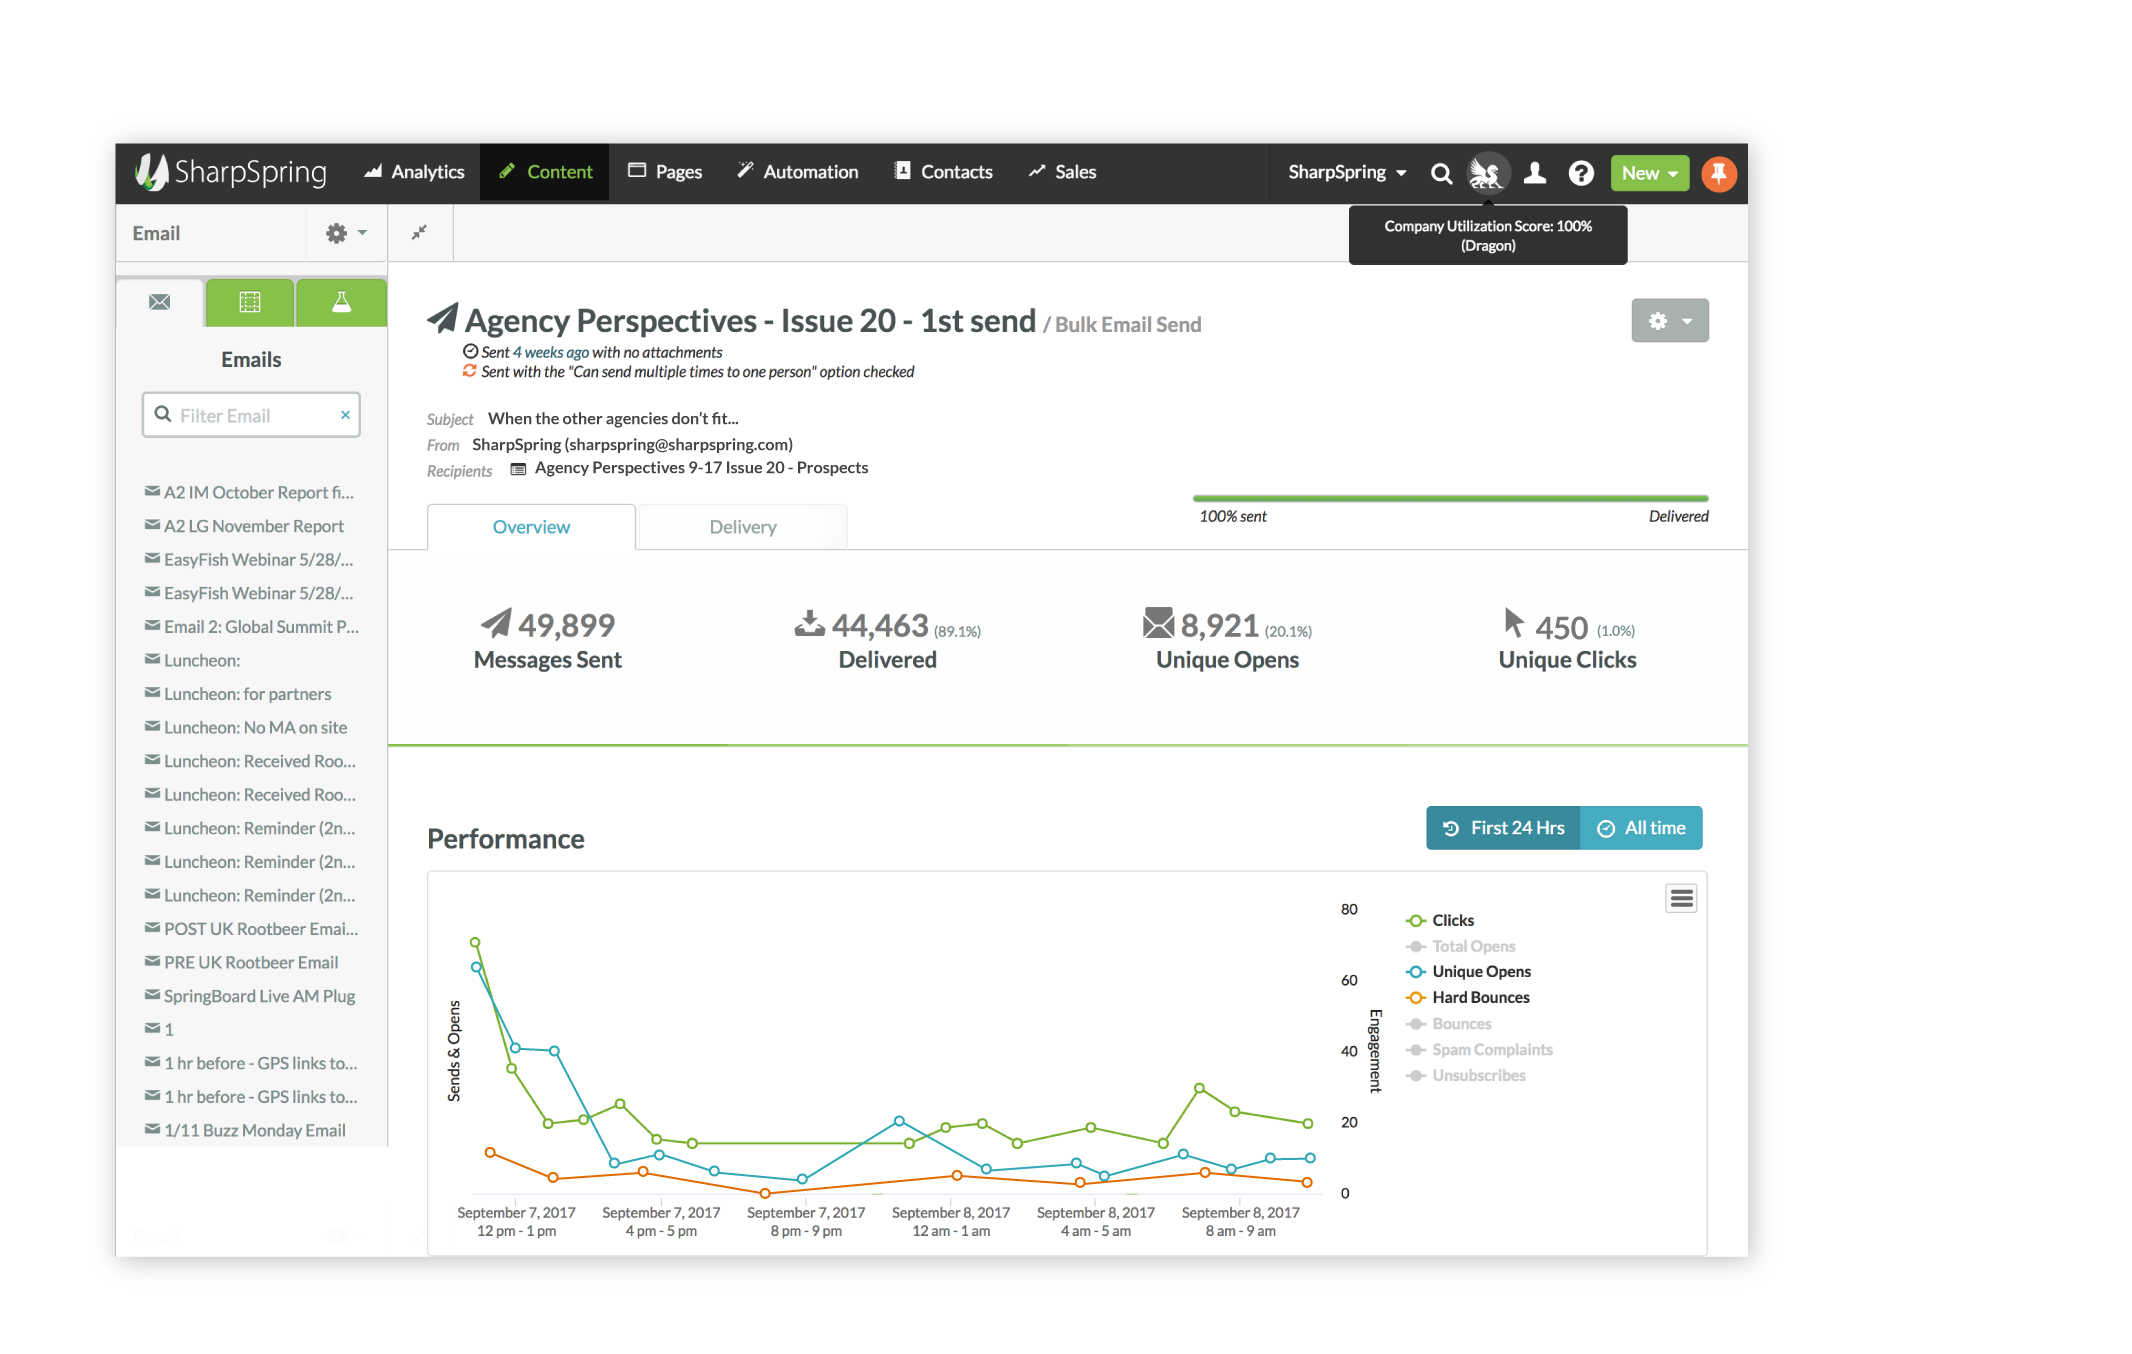 SharpSpring
Analytics
Content
Pages
Automation
Contacts
Sales
SharpSpring
New
Company Utilization Score: 100%
(Dragon)
Email
Emails
Filter Email
A2 IM October Report fi...
A2 LG November Report
EasyFish Webinar 5/28/...
EasyFish Webinar 5/28/...
Email 2: Global Summit P...
Luncheon:
Luncheon: for partners
Luncheon: No MA on site
Luncheon: Received Roo...
Luncheon: Received Roo...
Luncheon: Reminder (2n...
Luncheon: Reminder (2n...
Luncheon: Reminder (2n...
POST UK Rootbeer Emai...
PRE UK Rootbeer Email
SpringBoard Live AM Plug
1
1 hr before - GPS links to...
1 hr before - GPS links to...
1/11 Buzz Monday Email
Agency Perspectives - Issue 20 - 1st send / Bulk Email Send
Sent 4 weeks ago with no attachments
Sent with the "Can send multiple times to one person" option checked
Subject When the other agencies don't fit...
From SharpSpring (sharpspring@sharpspring.com)
Recipients Agency Perspectives 9-17 Issue 20 - Prospects
100% sent
Delivered
Overview
Delivery
49,899
Messages Sent
44,463 (89.1%)
Delivered
8,921 (20.1%)
Unique Opens
450 (1.0%)
Unique Clicks
Performance
First 24 Hrs
All time
Sends & Opens
80
60
40
20
0
Engagement
Clicks
Total Opens
Unique Opens
Hard Bounces
Bounces
Spam Complaints
Unsubscribes
September 7, 2017
12 pm - 1 pm
September 7, 2017
4 pm - 5 pm
September 7, 2017
8 pm - 9 pm
September 8, 2017
12 am - 1 am
September 8, 2017
4 am - 5 am
September 8, 2017
8 am - 9 am